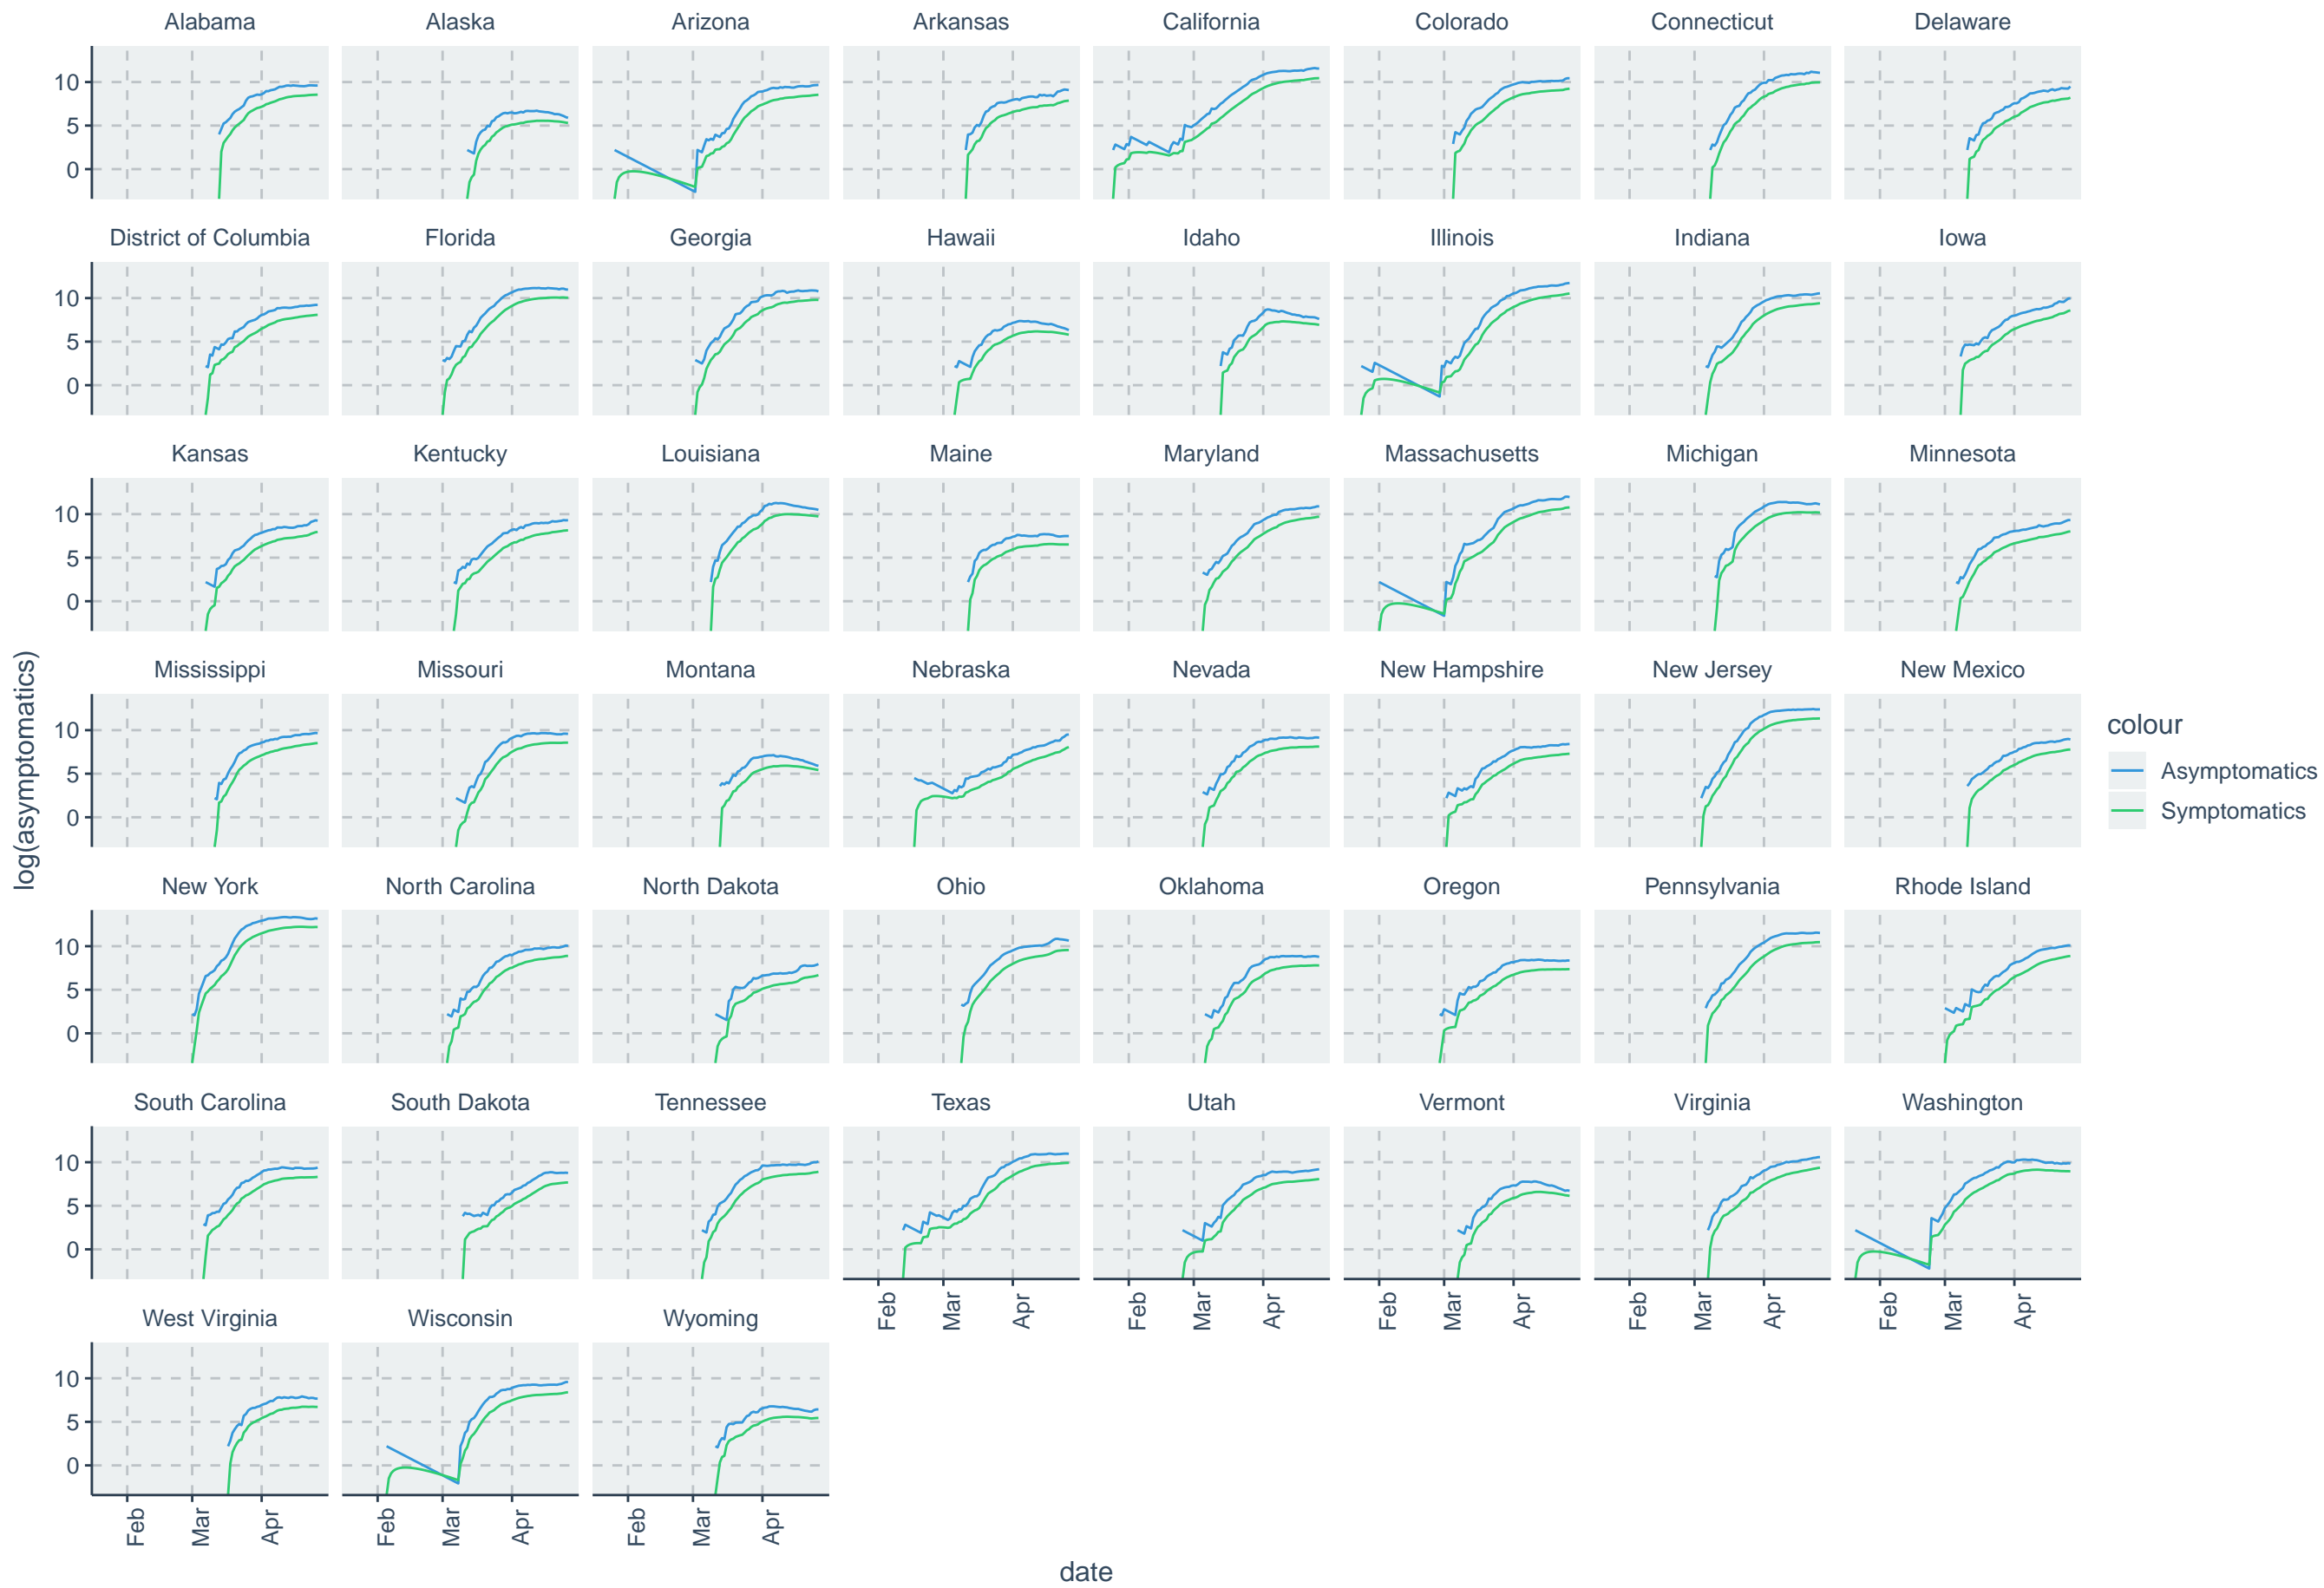 Alabama Alaska Arizona Arkansas California Colorado Connecticut Delaware
10
5
0
District of Columbia Florida Georgia Hawaii Idaho Illinois Indiana Iowa
10
5
0
Kansas Kentucky Louisiana Maine Maryland Massachusetts Michigan Minnesota
10
5
0
log(asymptomatics)
Mississippi Missouri Montana Nebraska Nevada New Hampshire New Jersey New Mexico
10
5
0
colour
Asymptomatics
Symptomatics
New York North Carolina North Dakota Ohio Oklahoma Oregon Pennsylvania Rhode Island
10
5
0
South Carolina South Dakota Tennessee Texas Utah Vermont Virginia Washington
10
5
0
Feb Mar Apr Feb Mar Apr Feb Mar Apr Feb Mar Apr Feb Mar Apr
West Virginia Wisconsin Wyoming
10
5
0
Feb Mar Apr Feb Mar Apr Feb Mar Apr
date